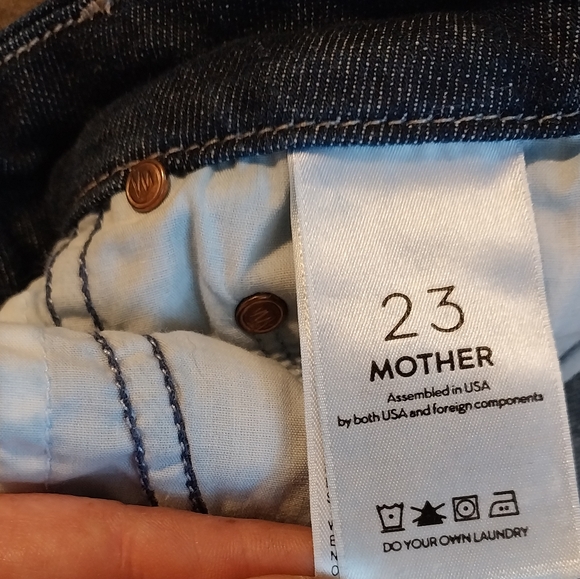 23
MOTHER
Assembled in USA
by both USA and foreign components
DO YOUR OWN LAUNDRY